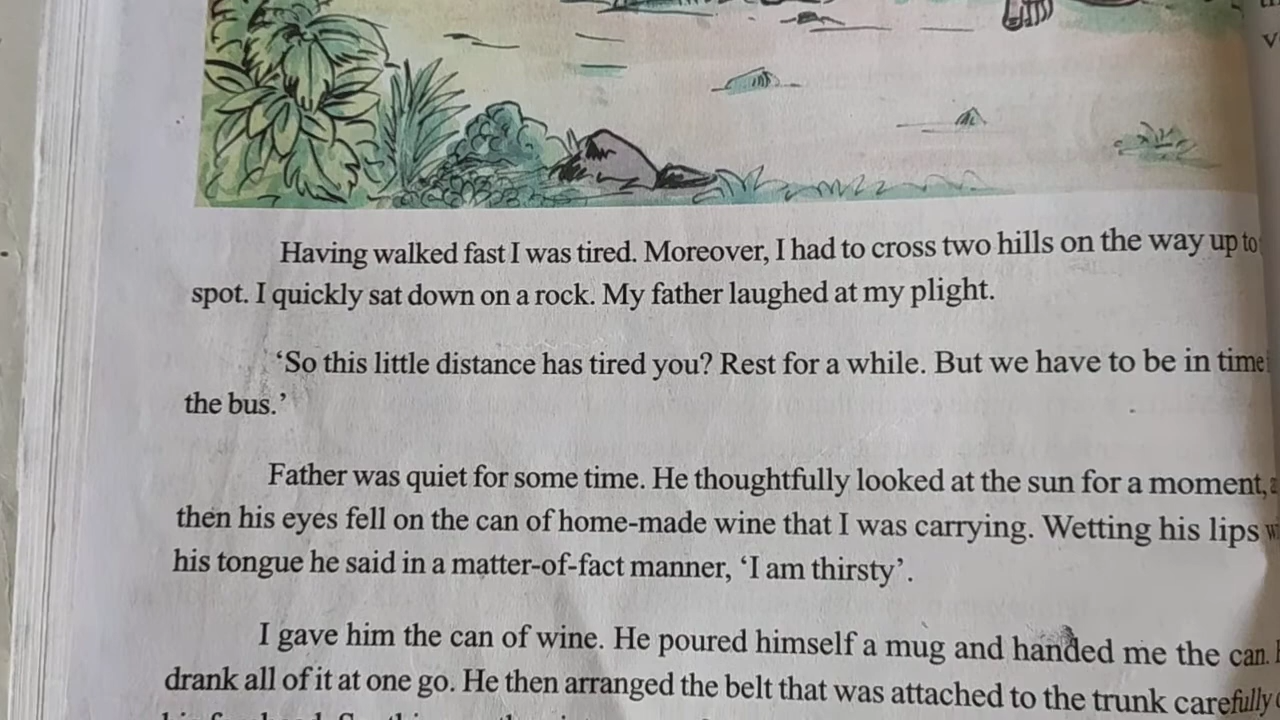 Having walked fast I was tired. Moreover, I had to cross two hills on the way up to
spot. I quickly sat down on a rock. My father laughed at my plight.
‘So this little distance has tired you? Rest for a while. But we have to be in time
the bus.’
Father was quiet for some time. He thoughtfully looked at the sun for a moment,
then his eyes fell on the can of home-made wine that I was carrying. Wetting his lips
his tongue he said in a matter-of-fact manner, ‘I am thirsty’.
I gave him the can of wine. He poured himself a mug and handed me the can.
drank all of it at one go. He then arranged the belt that was attached to the trunk carefully